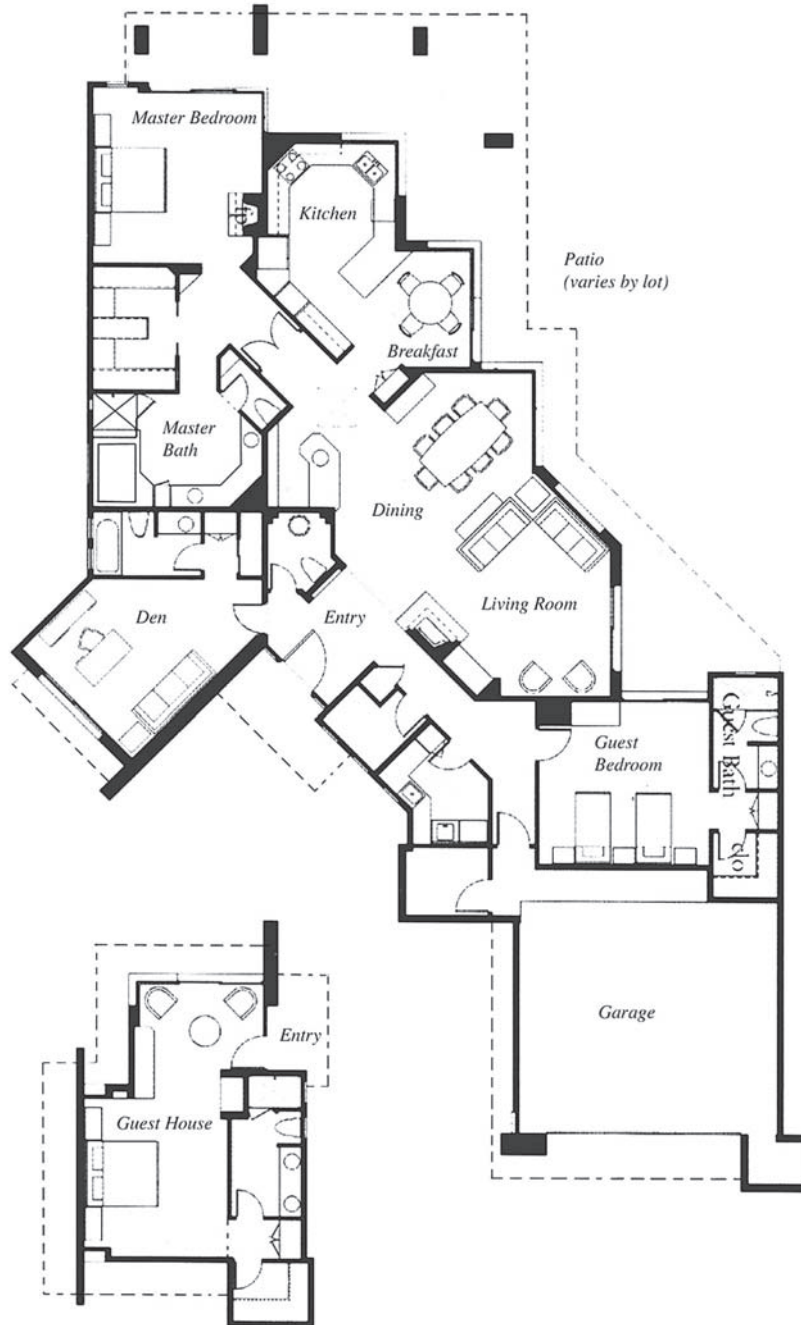 Master Bedroom
Kitchen
Patio
(varies by lot)
Breakfast
Master
Bath
Dining
Den
Entry
Living Room
Guest
Bedroom
Guest Bath
clo
Garage
Entry
Guest House